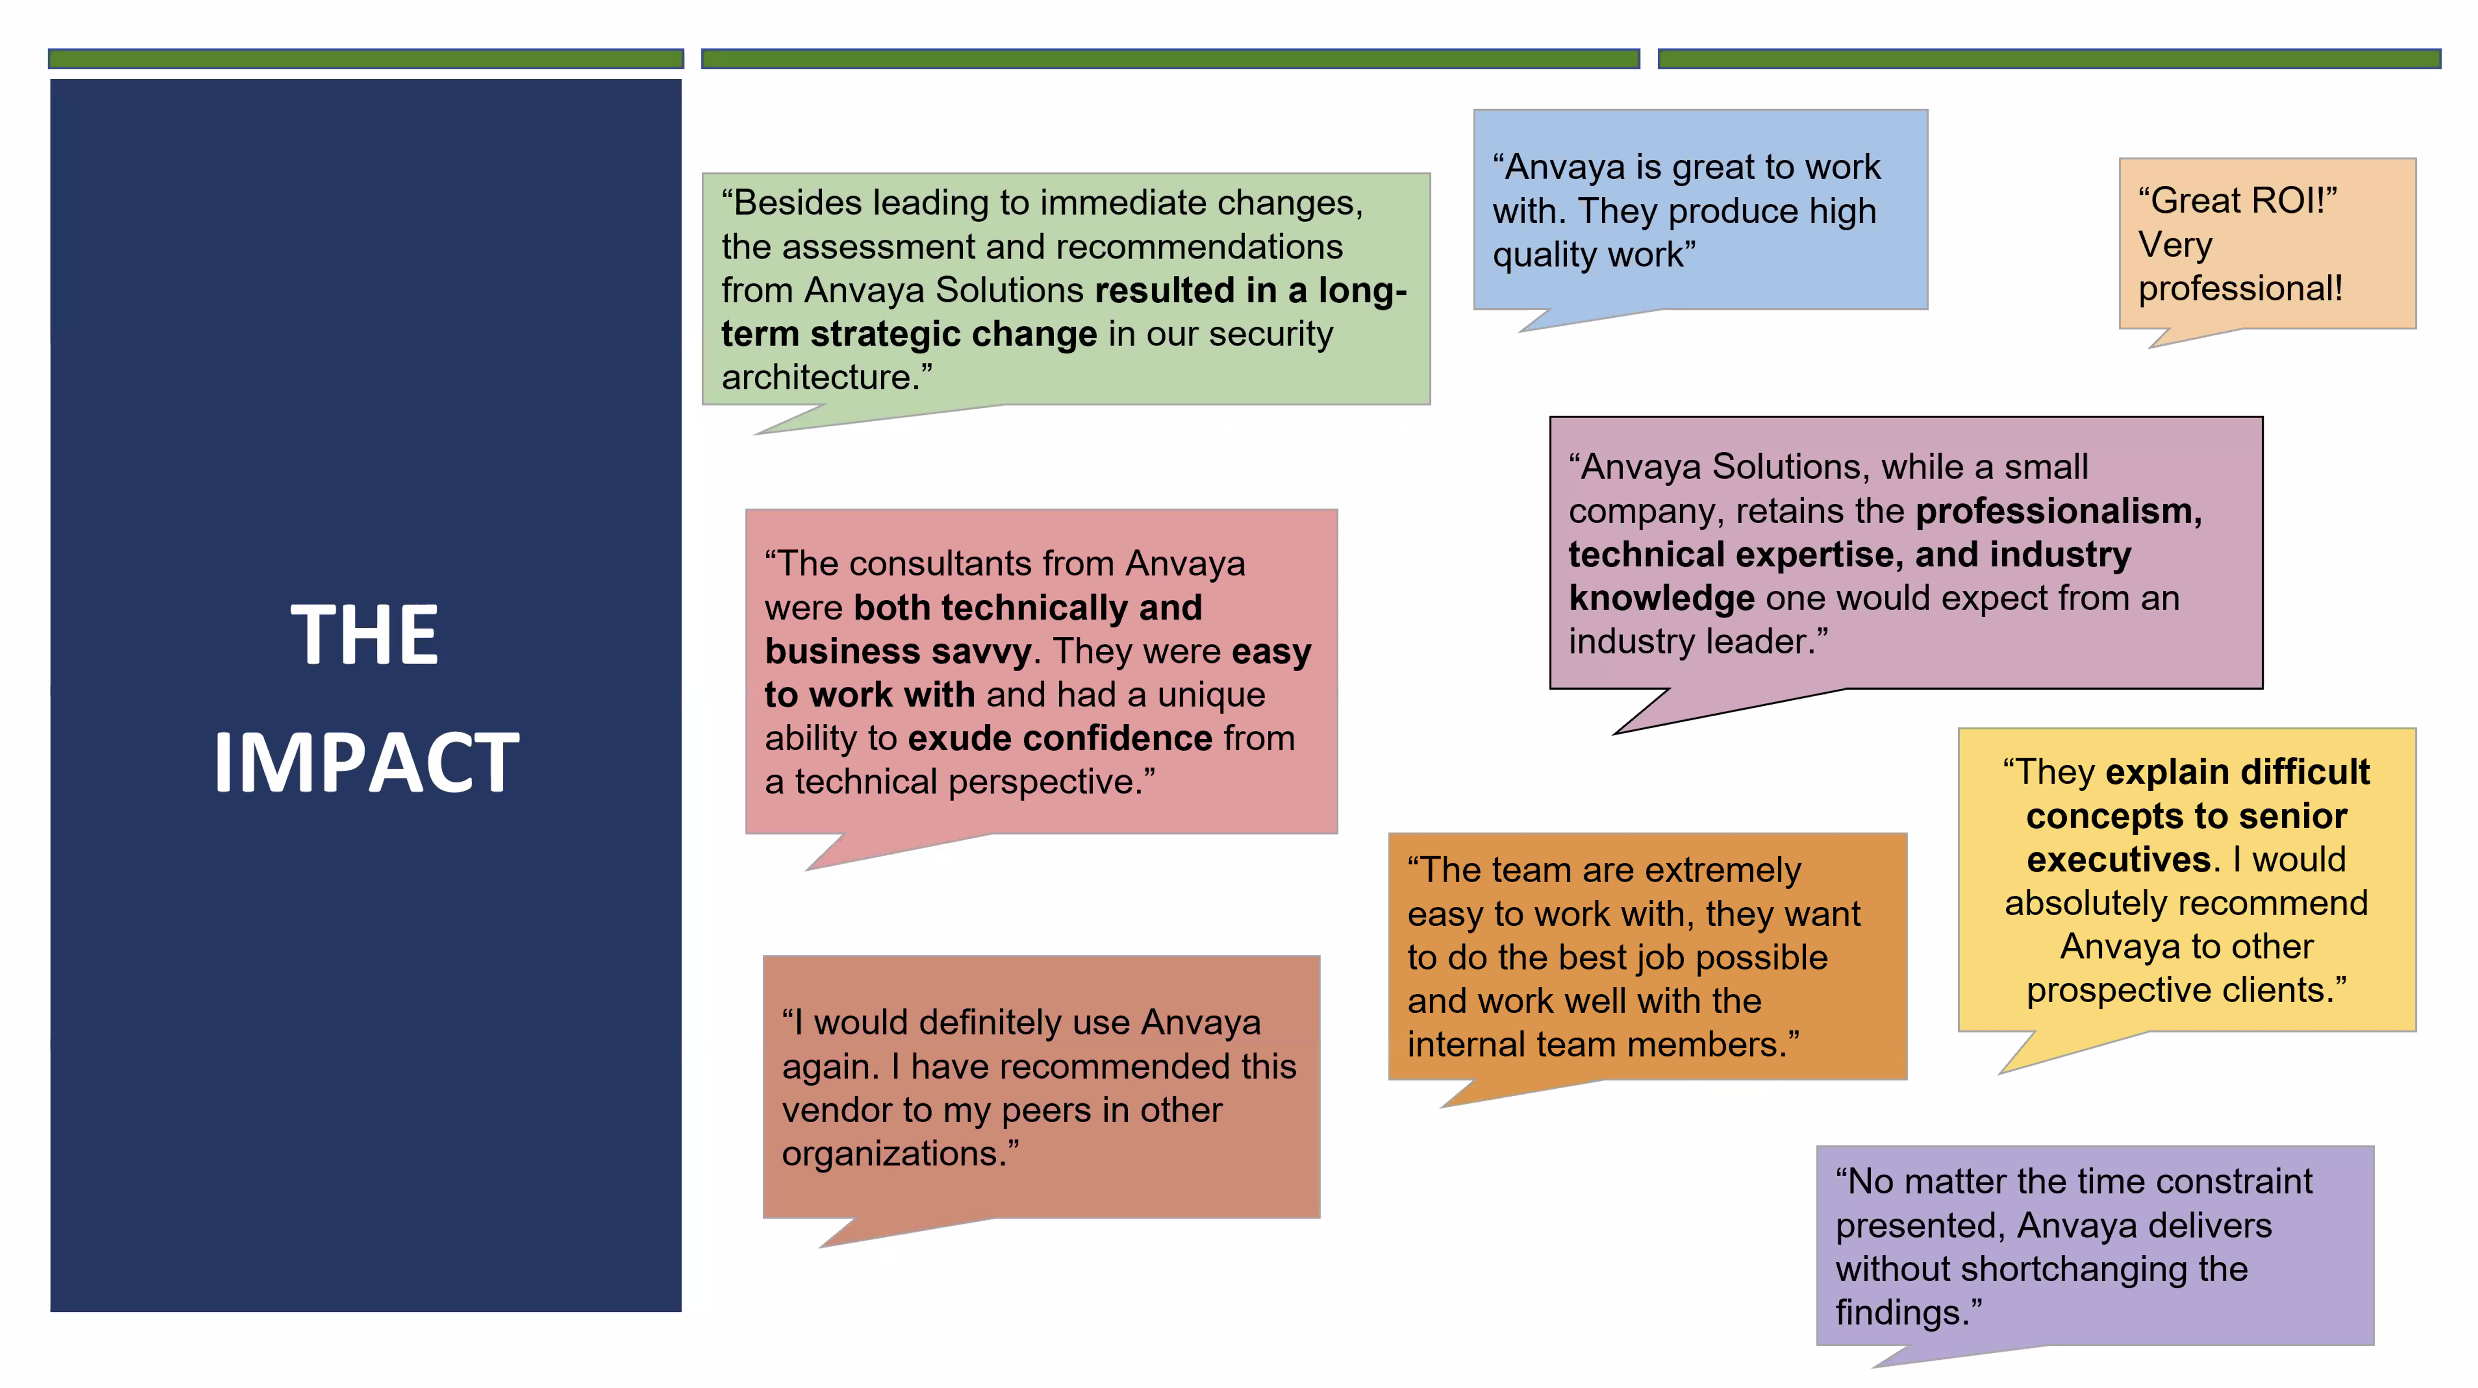 THE
IMPACT
“Besides leading to immediate changes,
the assessment and recommendations
from Anvaya Solutions resulted in a long-
term strategic change in our security
architecture.”
“Anvaya is great to work
with. They produce high
quality work”
“Great ROI!”
Very
professional!
“Anvaya Solutions, while a small
company, retains the professionalism,
technical expertise, and industry
knowledge one would expect from an
industry leader.”
“The consultants from Anvaya
were both technically and
business savvy. They were easy
to work with and had a unique
ability to exude confidence from
a technical perspective.”
“They explain difficult
concepts to senior
executives. I would
absolutely recommend
Anvaya to other
prospective clients.”
“The team are extremely
easy to work with, they want
to do the best job possible
and work well with the
internal team members.”
“I would definitely use Anvaya
again. I have recommended this
vendor to my peers in other
organizations.”
“No matter the time constraint
presented, Anvaya delivers
without shortchanging the
findings.”